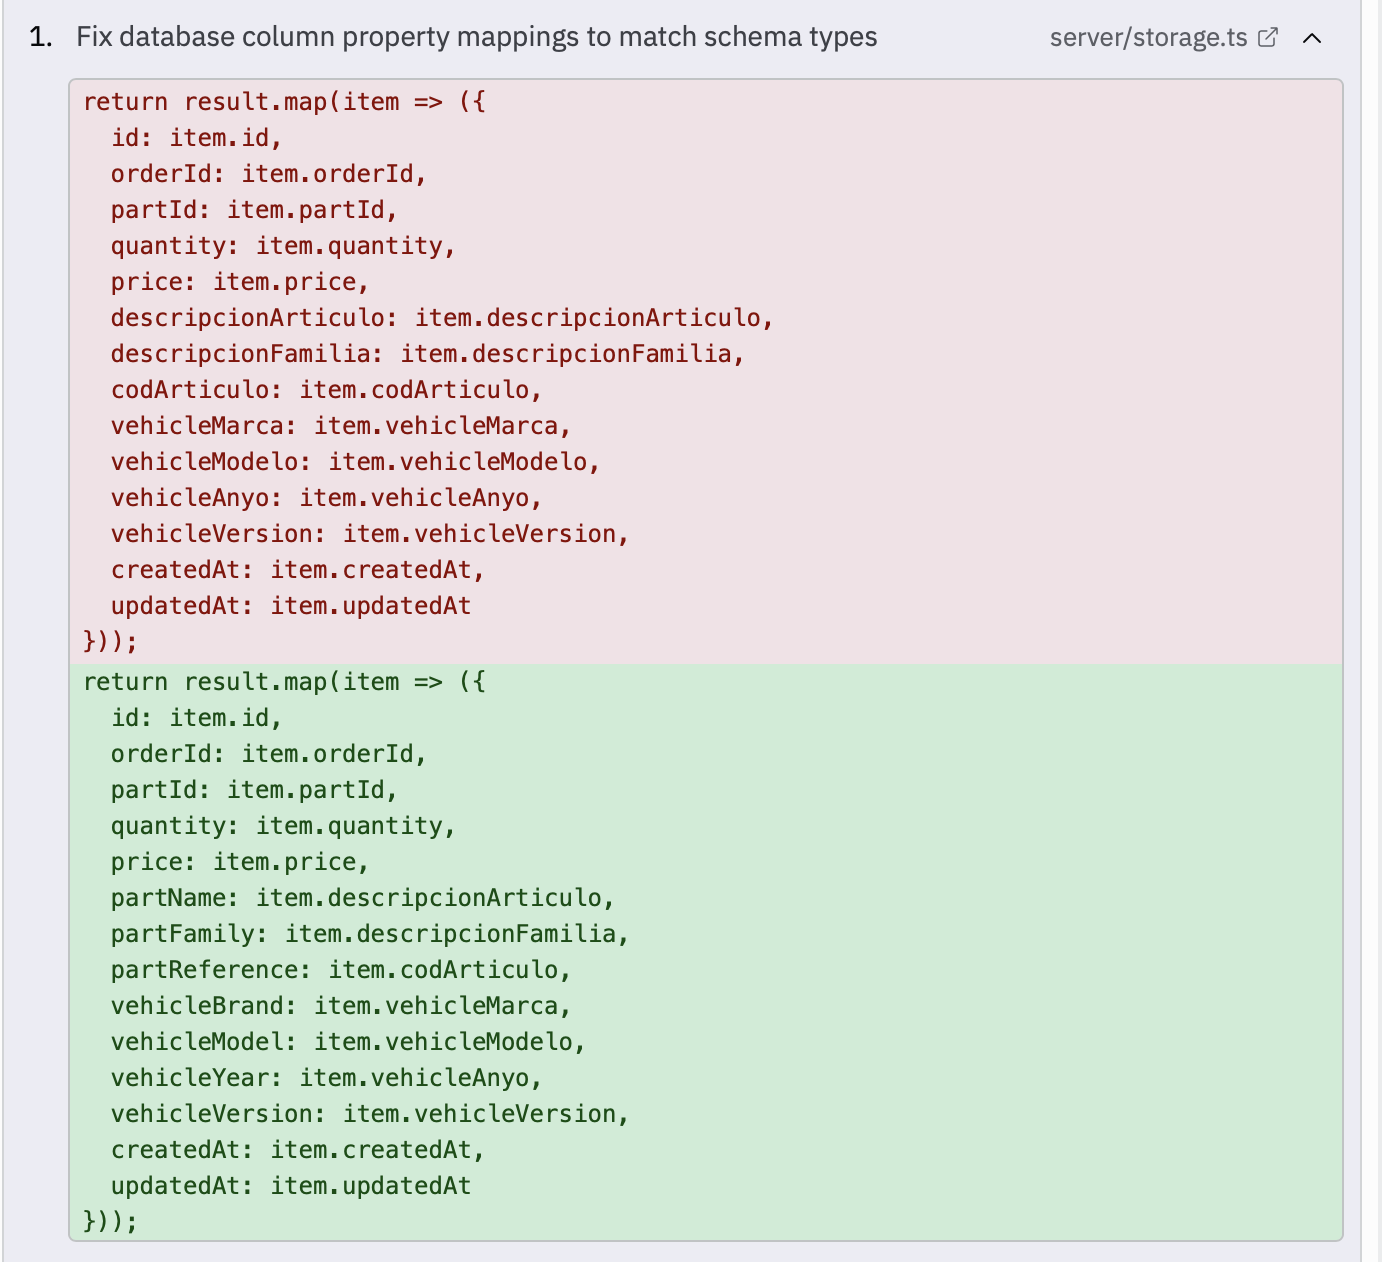 1. Fix database column property mappings to match schema types server/storage.ts
return result.map(item => ({
  id: item.id,
  orderId: item.orderId,
  partId: item.partId,
  quantity: item.quantity,
  price: item.price,
  descripcionArticulo: item.descripcionArticulo,
  descripcionFamilia: item.descripcionFamilia,
  codArticulo: item.codArticulo,
  vehicleMarca: item.vehicleMarca,
  vehicleModelo: item.vehicleModelo,
  vehicleAnyo: item.vehicleAnyo,
  vehicleVersion: item.vehicleVersion,
  createdAt: item.createdAt,
  updatedAt: item.updatedAt
}));
return result.map(item => ({
  id: item.id,
  orderId: item.orderId,
  partId: item.partId,
  quantity: item.quantity,
  price: item.price,
  partName: item.descripcionArticulo,
  partFamily: item.descripcionFamilia,
  partReference: item.codArticulo,
  vehicleBrand: item.vehicleMarca,
  vehicleModel: item.vehicleModelo,
  vehicleYear: item.vehicleAnyo,
  vehicleVersion: item.vehicleVersion,
  createdAt: item.createdAt,
  updatedAt: item.updatedAt
}));